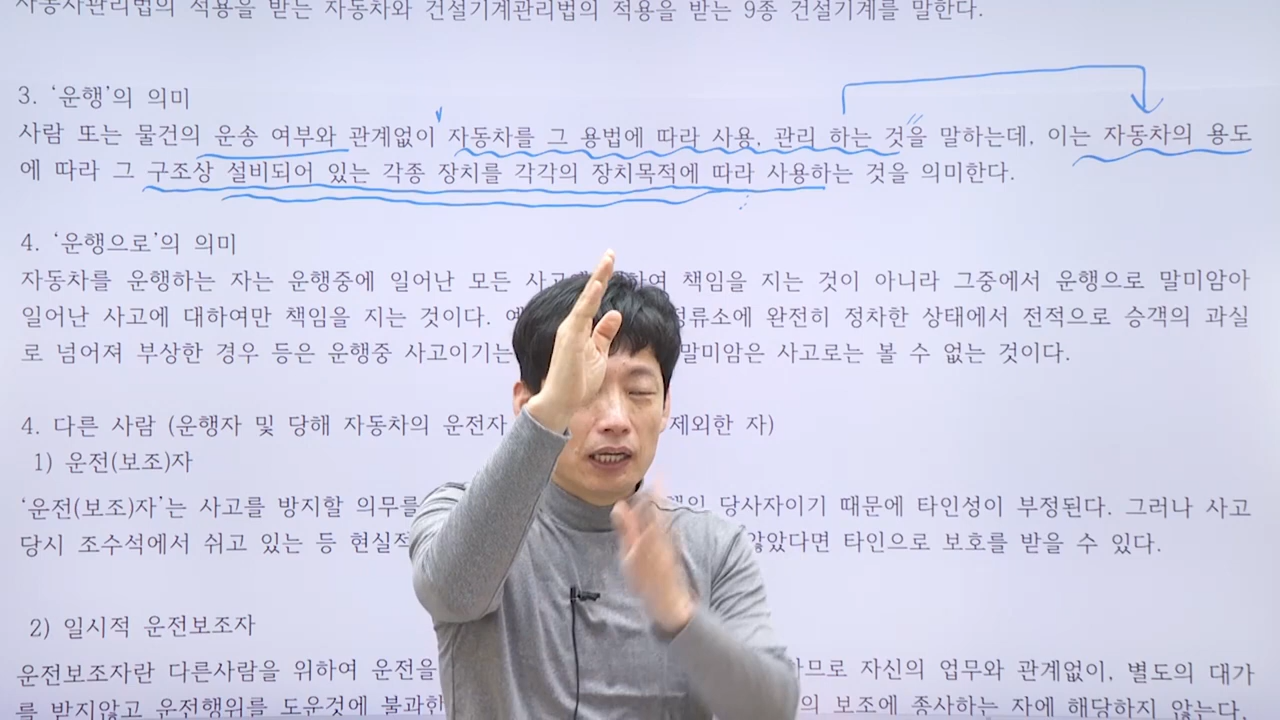 자동차관리법의 적용을 받는 자동차와 건설기계관리법의 적용을 받는 9종 건설기계를 말한다.
3. ‘운행’의 의미
사람 또는 물건의 운송 여부와 관계없이 자동차를 그 용법에 따라 사용, 관리 하는 것을 말하는데, 이는 자동차의 용도
에 따라 그 구조상 설비되어 있는 각종 장치를 각각의 장치목적에 따라 사용하는 것을 의미한다.
4. ‘운행으로’의 의미
자동차를 운행하는 자는 운행중에 일어난 모든 책임을 지는 것이 아니라 그중에서 운행으로 말미암아
일어난 사고에 대하여만 책임을 지는 것이다. 정류소에 완전히 정차한 상태에서 전적으로 승객의 과실
로 넘어져 부상한 경우 등은 운행중 사고이기는 말미암은 사고로는 볼 수 없는 것이다.
4. 다른 사람 (운행자 및 당해 자동차의 운전자 제외한 자)
1) 운전(보조)자
‘운전(보조)자’는 사고를 방지할 의무를 당사자이기 때문에 타인성이 부정된다. 그러나 사고
당시 조수석에서 쉬고 있는 등 않았다면 타인으로 보호를 받을 수 있다.
2) 일시적 운전보조자
운전보조자란 다른사람을 위하여 운전을 자신의 업무와 관계없이, 별도의 대가
를 받지않고 운전행위를 도운것에 불과한 보조에 종사하는 자에 해당하지 않는다.